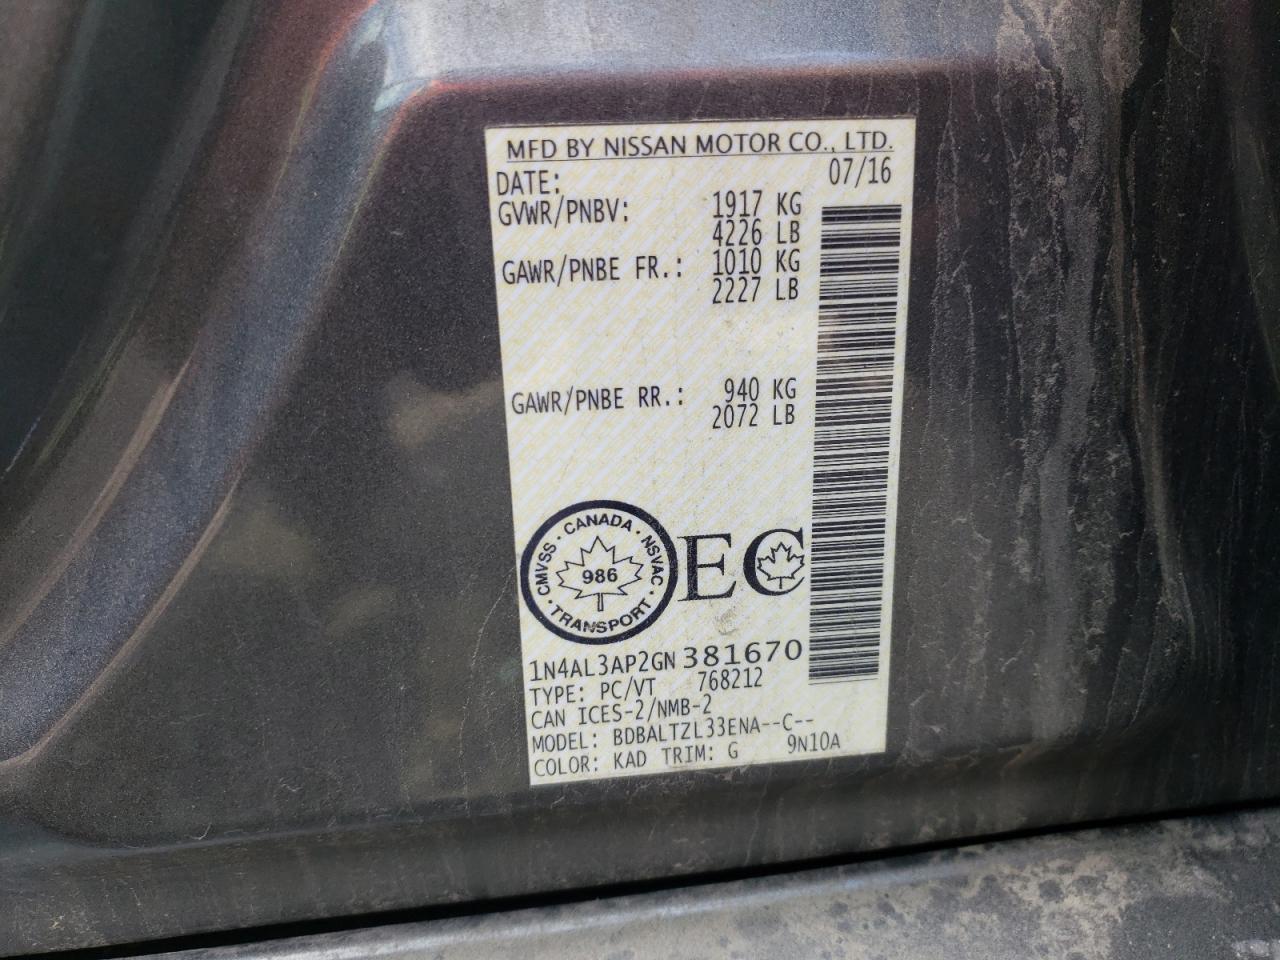 MFD BY NISSAN MOTOR CO., LTD.
DATE: 07/16
GVWR/PNBV: 1917 KG
4226 LB
GAWR/PNBE FR.: 1010 KG
2227 LB
GAWR/PNBE RR.: 940 KG
2072 LB
CMVSS · CANADA · NSVAC · TRANSPORT ·
986
EC
1N4AL3AP2GN381670
TYPE: PC/VT 768212
CAN ICES-2/NMB-2
MODEL: BDBALTZL33ENA--C--
COLOR: KAD TRIM: G 9N10A